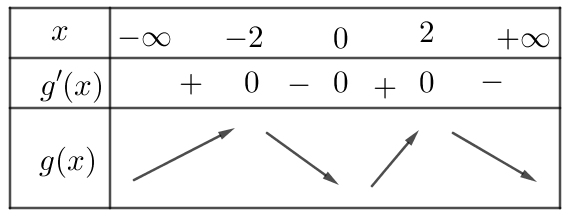 x −∞ −2 0 2 +∞
g′(x) + 0 − 0 + 0 −
g(x)